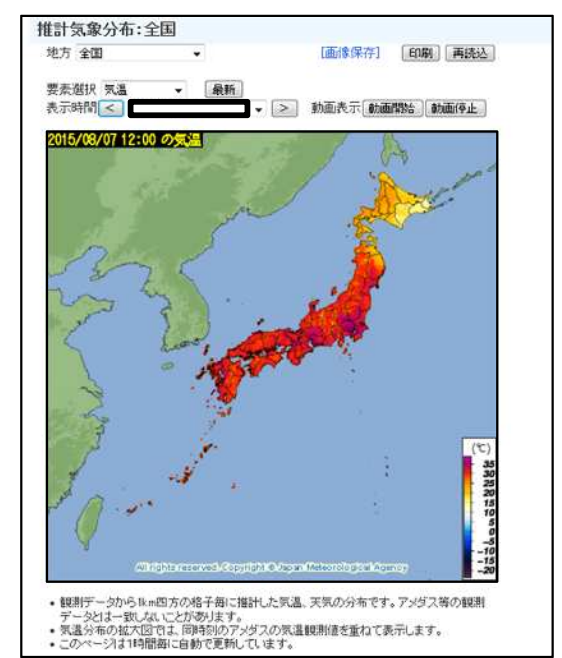 推計気象分布:全国
地方 全国 [画像保存] 印刷 再読込
要素選択 気温 最新
表示時間 < > 動画表示 動画開始 動画停止
2015/08/07 12:00 の気温
(℃)
35
30
25
20
15
10
5
0
-5
-10
-15
-20
All rights reserved. Copyright © Japan Meteorological Agency
• 観測データから1km四方の格子毎に推計した気温、天気の分布です。アメダス等の観測
データとは一致しないことがあります。
• 気温分布の拡大図では、同時刻のアメダスの気温観測値を重ねて表示します。
• このページは1時間毎に自動で更新しています。